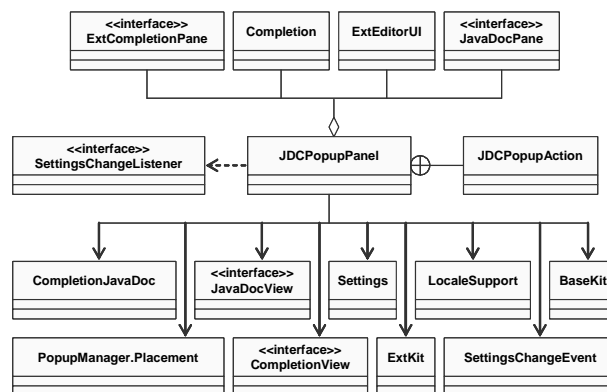 <<interface>>
ExtCompletionPane
Completion
ExtEditorUI
<<interface>>
JavaDocPane
<<interface>>
SettingsChangeListener
JDCPopupPanel
JDCPopupAction
CompletionJavaDoc
<<interface>>
JavaDocView
Settings
LocaleSupport
BaseKit
PopupManager.Placement
<<interface>>
CompletionView
ExtKit
SettingsChangeEvent